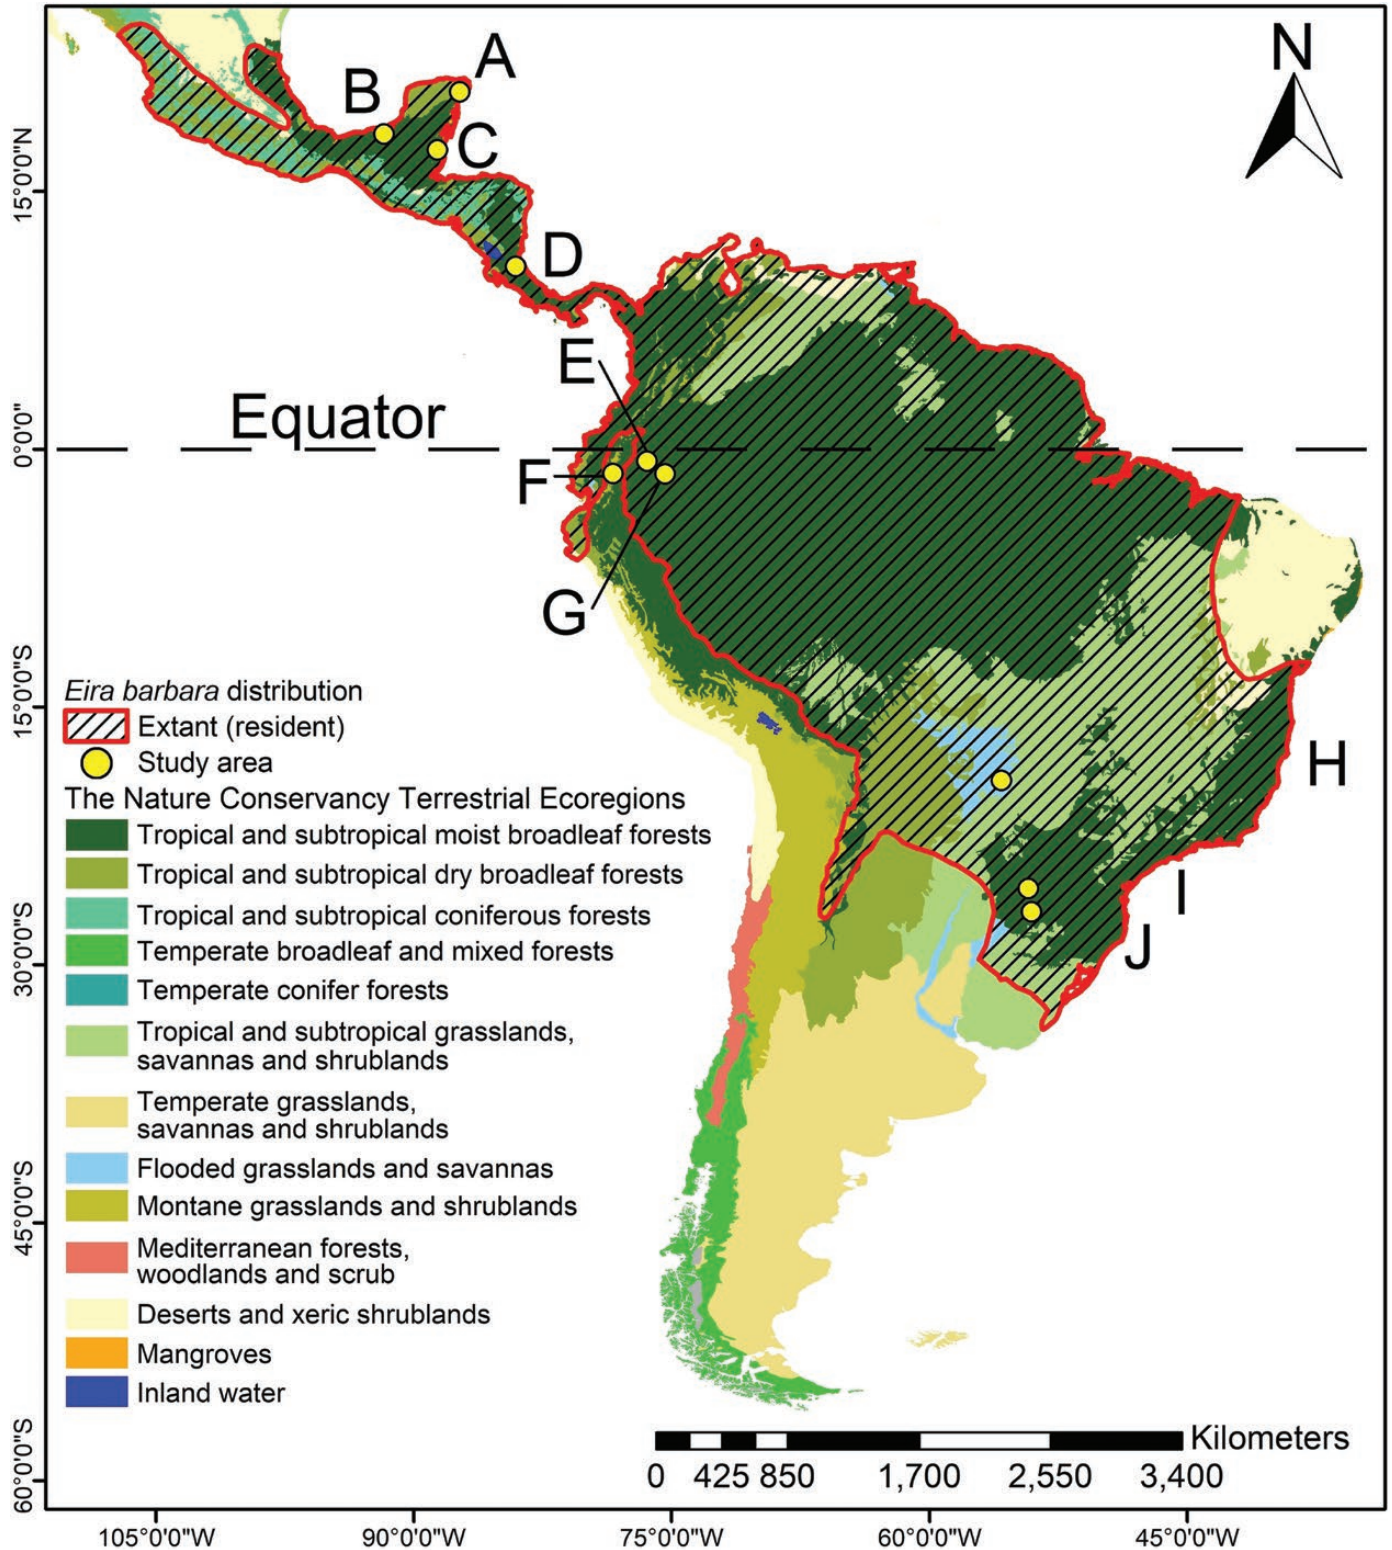 N
A
B
C
D
E
Equator
F
G
H
I
J
15°0'0"N
0°0'0"
15°0'0"S
30°0'0"S
45°0'0"S
60°0'0"S
Eira barbara distribution
Extant (resident)
Study area
The Nature Conservancy Terrestrial Ecoregions
Tropical and subtropical moist broadleaf forests
Tropical and subtropical dry broadleaf forests
Tropical and subtropical coniferous forests
Temperate broadleaf and mixed forests
Temperate conifer forests
Tropical and subtropical grasslands,
savannas and shrublands
Temperate grasslands,
savannas and shrublands
Flooded grasslands and savannas
Montane grasslands and shrublands
Mediterranean forests,
woodlands and scrub
Deserts and xeric shrublands
Mangroves
Inland water
Kilometers
0 425 850 1,700 2,550 3,400
105°0'0"W 90°0'0"W 75°0'0"W 60°0'0"W 45°0'0"W